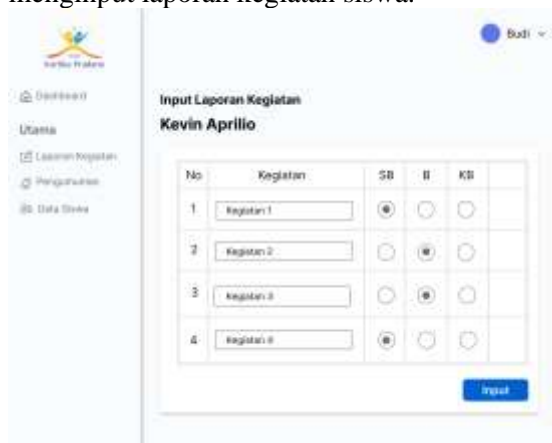 menginput laporan kegiatan siswa.
Budi
Dashboard
Utama
Laporan Kegiatan
Pengumuman
Data Siswa
Input Laporan Kegiatan
Kevin Aprilio
No Kegiatan SB B KB
1 Kegiatan 1
2 Kegiatan 2
3 Kegiatan 3
4 Kegiatan 4
Input